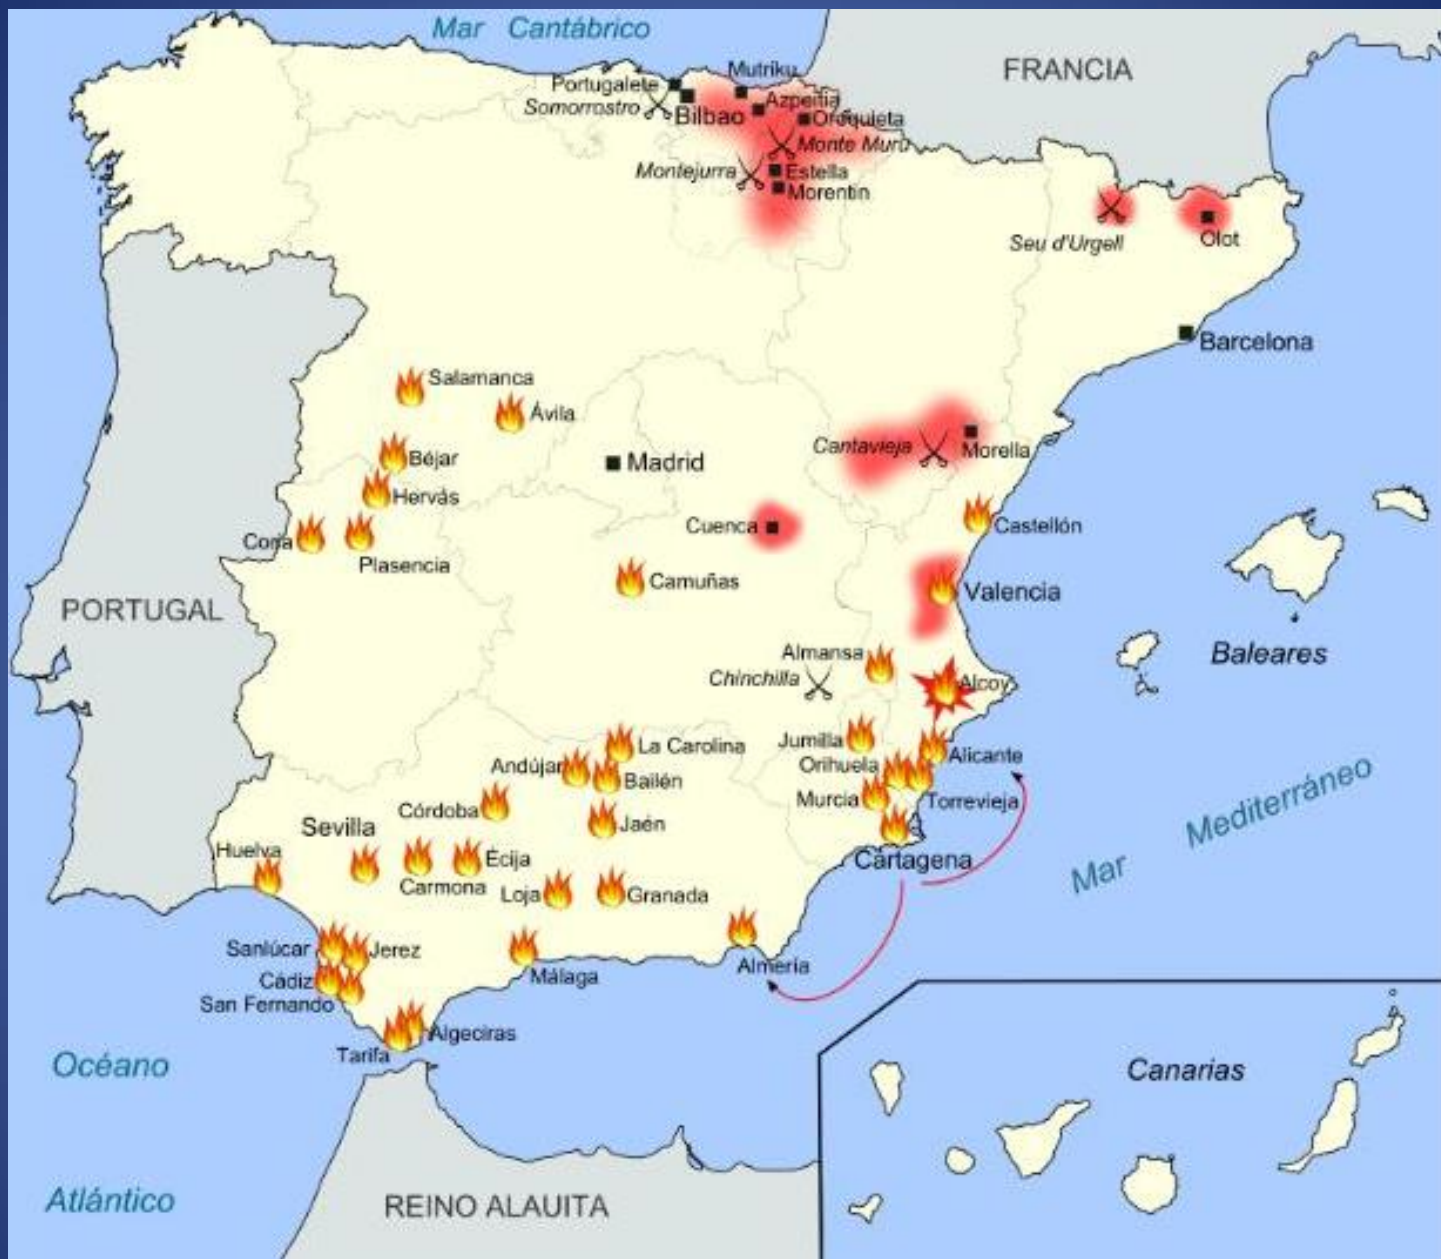 Mar Cantábrico
FRANCIA
Mutriku
Portugalete
Somorrostro
Azpeitia
Bilbao
Oroquieta
Monte Muru
Montejurra
Estella
Morentin
Seu d'Urgell
Olot
Barcelona
Salamanca
Ávila
Cantavieja
Morella
Béjar
Madrid
Hervás
Cuenca
Castellón
Coria
Plasencia
Camuñas
Valencia
PORTUGAL
Almansa
Baleares
Chinchilla
Alcoy
Jumilla
La Carolina
Alicante
Andújar
Orihuela
Bailén
Murcia
Torrevieja
Mar Mediterráneo
Córdoba
Jaén
Sevilla
Huelva
Écija
Cartagena
Carmona
Loja
Granada
Sanlúcar
Jerez
Almería
Málaga
Cádiz
San Fernando
Algeciras
Tarifa
Océano
Canarias
Atlántico
REINO ALAUITA